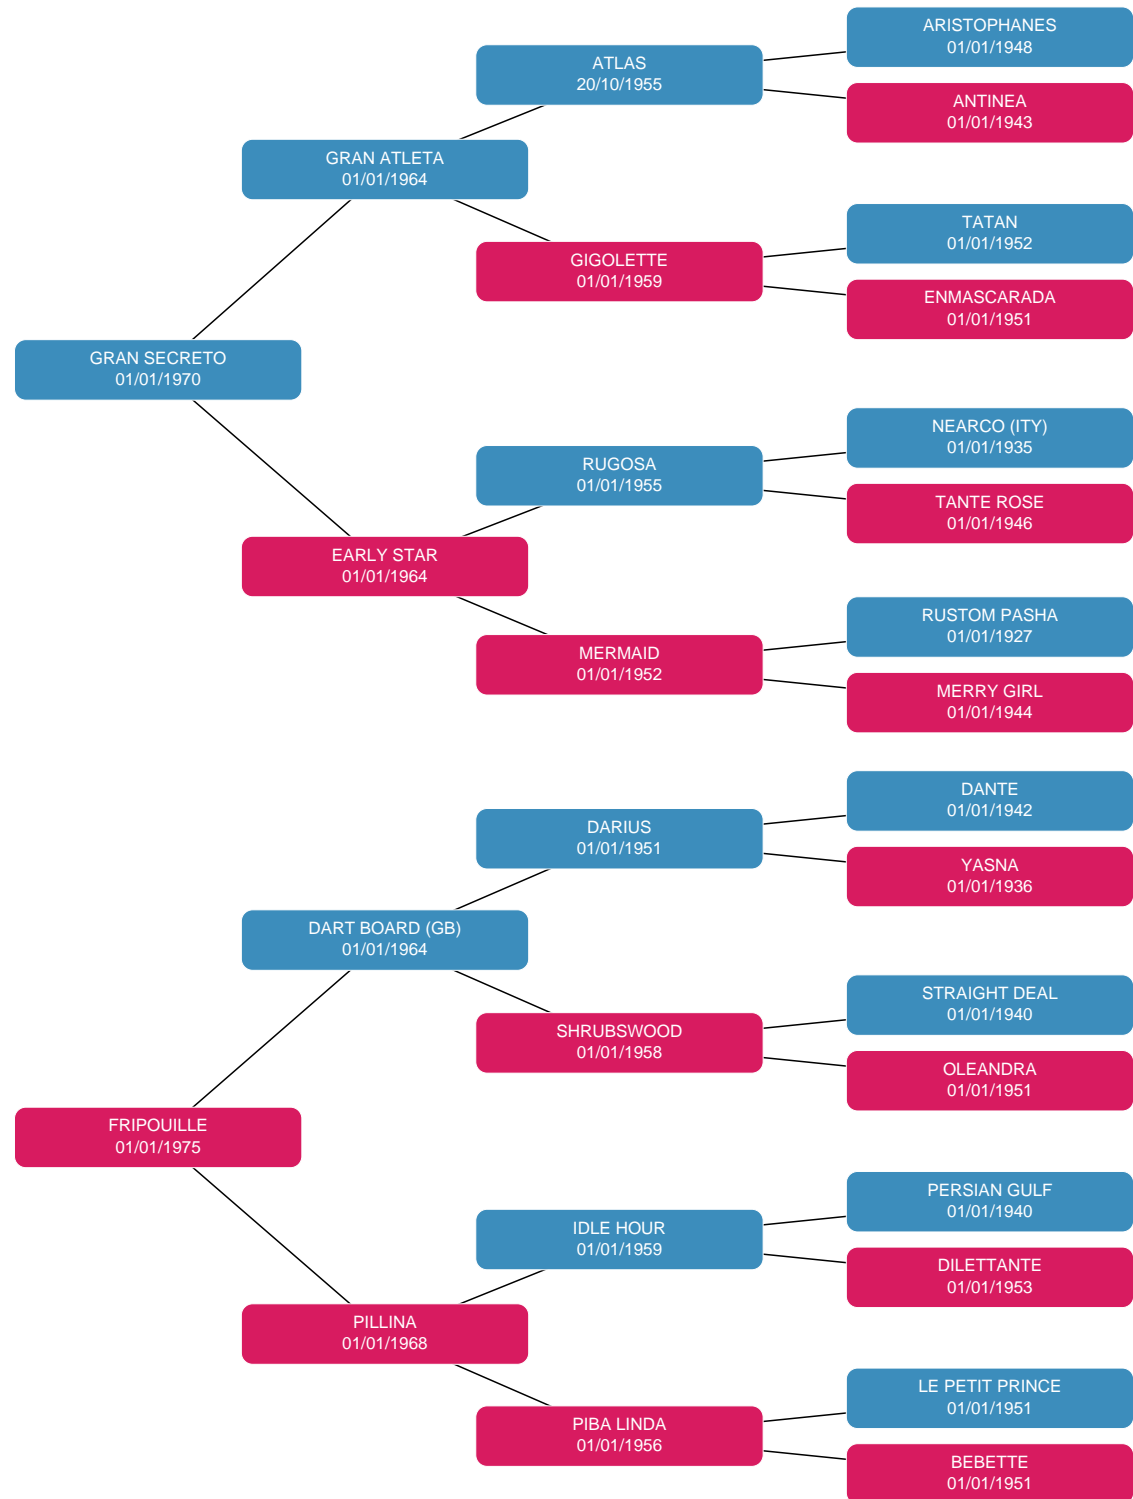 ARISTOPHANES
01/01/1948
ATLAS
20/10/1955
ANTINEA
01/01/1943
GRAN ATLETA
01/01/1964
TATAN
01/01/1952
GIGOLETTE
01/01/1959
ENMASCARADA
01/01/1951
GRAN SECRETO
01/01/1970
NEARCO (ITY)
01/01/1935
RUGOSA
01/01/1955
TANTE ROSE
01/01/1946
EARLY STAR
01/01/1964
RUSTOM PASHA
01/01/1927
MERMAID
01/01/1952
MERRY GIRL
01/01/1944
DANTE
01/01/1942
DARIUS
01/01/1951
YASNA
01/01/1936
DART BOARD (GB)
01/01/1964
STRAIGHT DEAL
01/01/1940
SHRUBSWOOD
01/01/1958
OLEANDRA
01/01/1951
FRIPOUILLE
01/01/1975
PERSIAN GULF
01/01/1940
IDLE HOUR
01/01/1959
DILETTANTE
01/01/1953
PILLINA
01/01/1968
LE PETIT PRINCE
01/01/1951
PIBA LINDA
01/01/1956
BEBETTE
01/01/1951